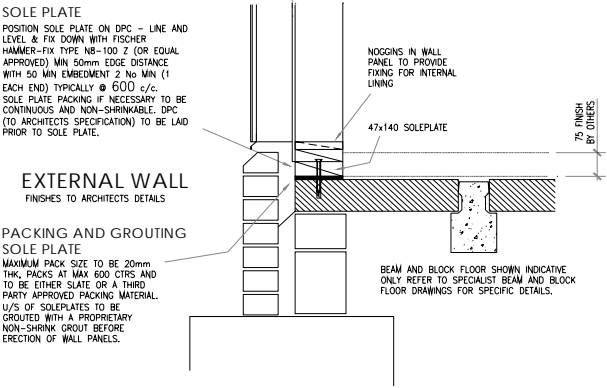 SOLE PLATE
POSITION SOLE PLATE ON DPC - LINE AND
LEVEL & FIX DOWN WITH FISCHER
HAMMER-FIX TYPE NB-100 Z (OR EQUAL
APPROVED) MIN 50mm EDGE DISTANCE
WITH 50 MIN EMBEDMENT 2 No MIN (1
EACH END) TYPICALLY @ 600 c/c.
SOLE PLATE PACKING IF NECESSARY TO BE
CONTINUOUS AND NON-SHRINKABLE. DPC
(TO ARCHITECTS SPECIFICATION) TO BE LAID
PRIOR TO SOLE PLATE.
EXTERNAL WALL
FINISHES TO ARCHITECTS DETAILS
PACKING AND GROUTING
SOLE PLATE
MAXIMUM PACK SIZE TO BE 20mm
THK, PACKS AT MAX 600 CTRS AND
TO BE EITHER SLATE OR A THIRD
PARTY APPROVED PACKING MATERIAL.
U/S OF SOLEPLATES TO BE
GROUTED WITH A PROPRIETARY
NON-SHRINK GROUT BEFORE
ERECTION OF WALL PANELS.
NOGGINS IN WALL
PANEL TO PROVIDE
FIXING FOR INTERNAL
LINING
47x140 SOLEPLATE
75 FINISH
BY OTHERS
BEAM AND BLOCK FLOOR SHOWN INDICATIVE
ONLY REFER TO SPECIALIST BEAM AND BLOCK
FLOOR DRAWINGS FOR SPECIFIC DETAILS.